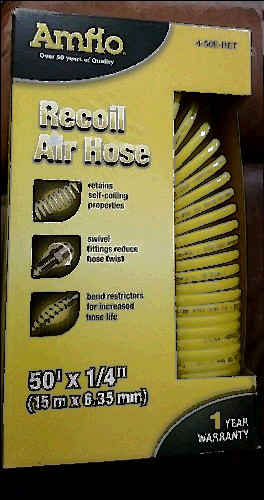 Amflo
Over 50 years of Quality
4-50E-RET
Recoil
Air Hose
retains
self-coiling
properties
swivel
fittings reduce
hose twist
bend restrictors
for increased
hose life
50' x 1/4"
(15 m x 6.35 mm)
1 YEAR
WARRANTY